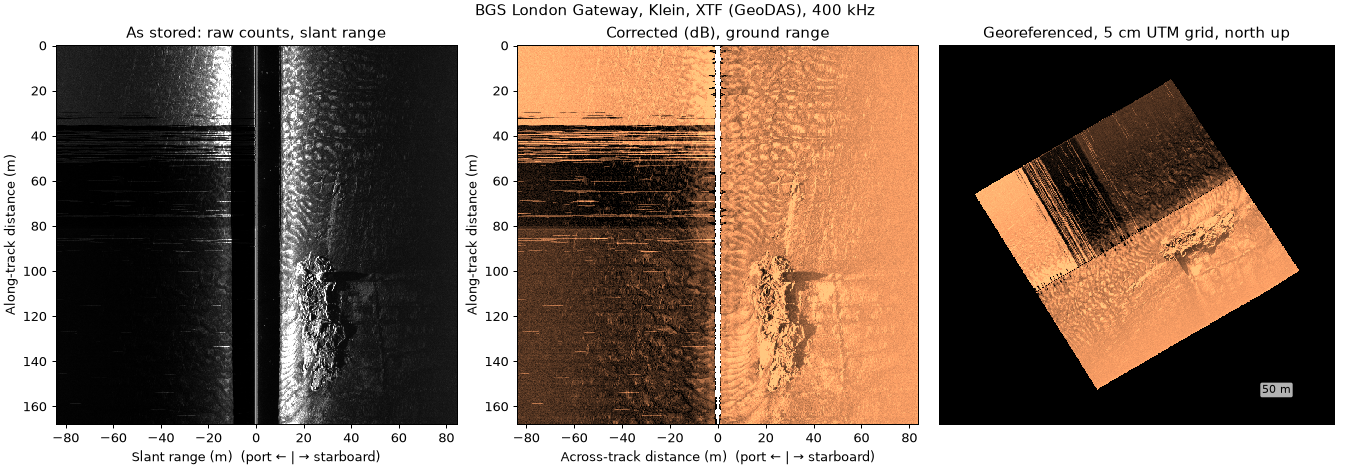 BGS London Gateway, Klein, XTF (GeoDAS), 400 kHz
As stored: raw counts, slant range
Corrected (dB), ground range
Georeferenced, 5 cm UTM grid, north up
Along-track distance (m)
0
20
40
60
80
100
120
140
160
−80 −60 −40 −20 0 20 40 60 80
Slant range (m) (port ← | → starboard)
Along-track distance (m)
0
20
40
60
80
100
120
140
160
−80 −60 −40 −20 0 20 40 60 80
Across-track distance (m) (port ← | → starboard)
50 m